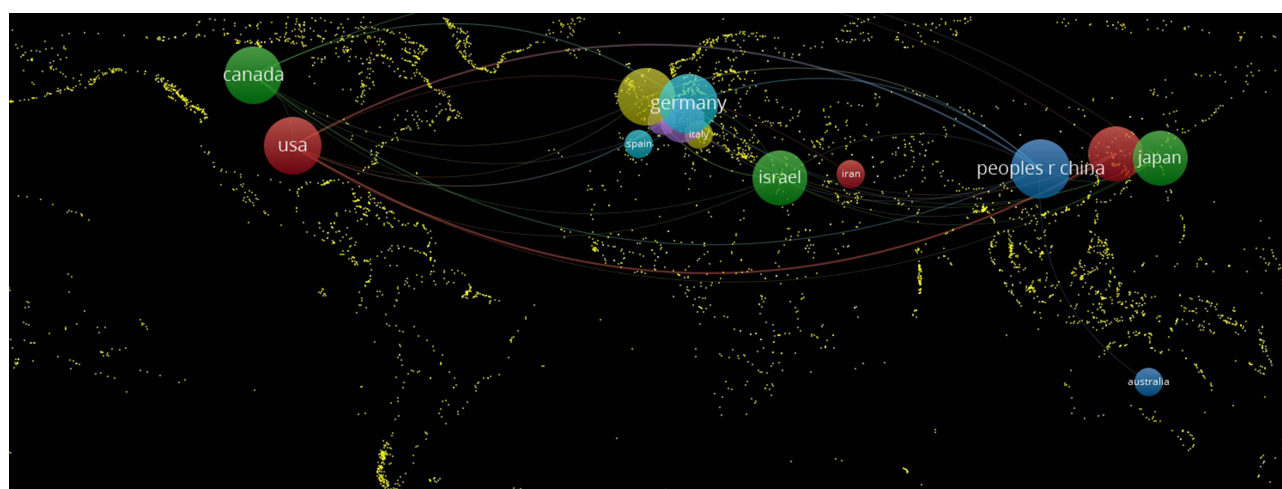 canada
germany
italy
spain
usa
israel
iran
peoples r china
japan
australia